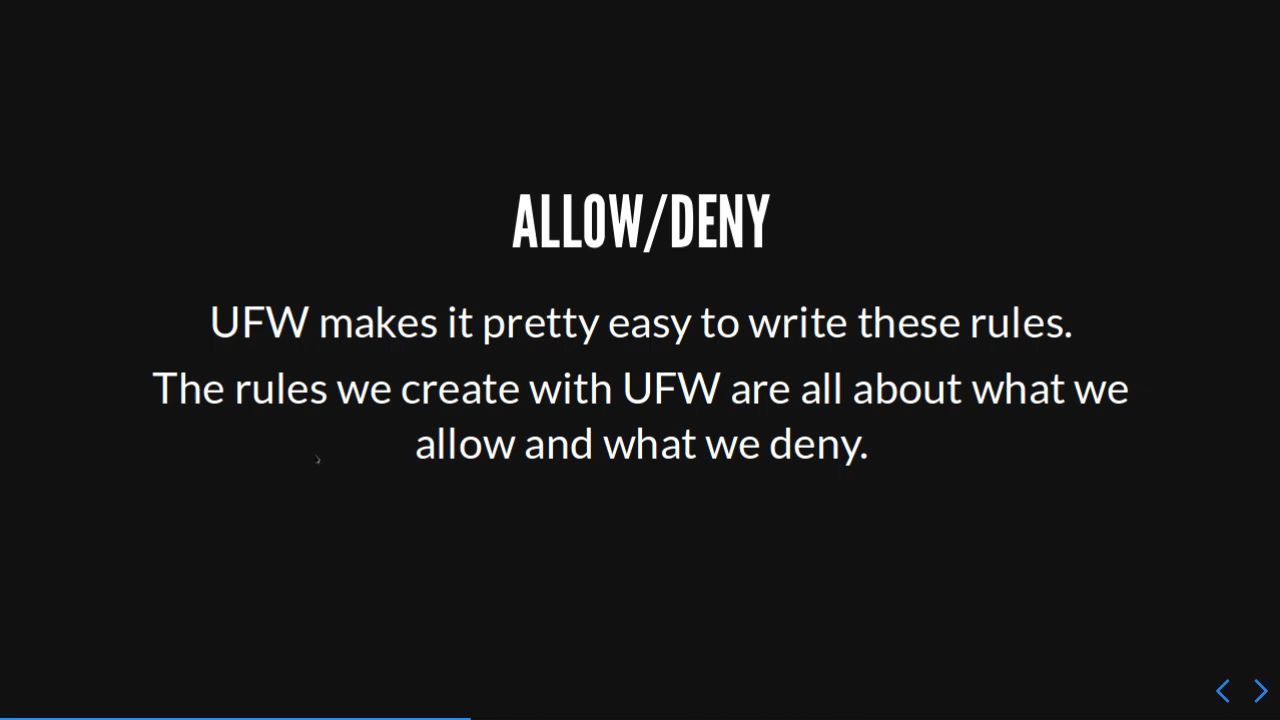 ALLOW/DENY
UFW makes it pretty easy to write these rules.
The rules we create with UFW are all about what we
allow and what we deny.